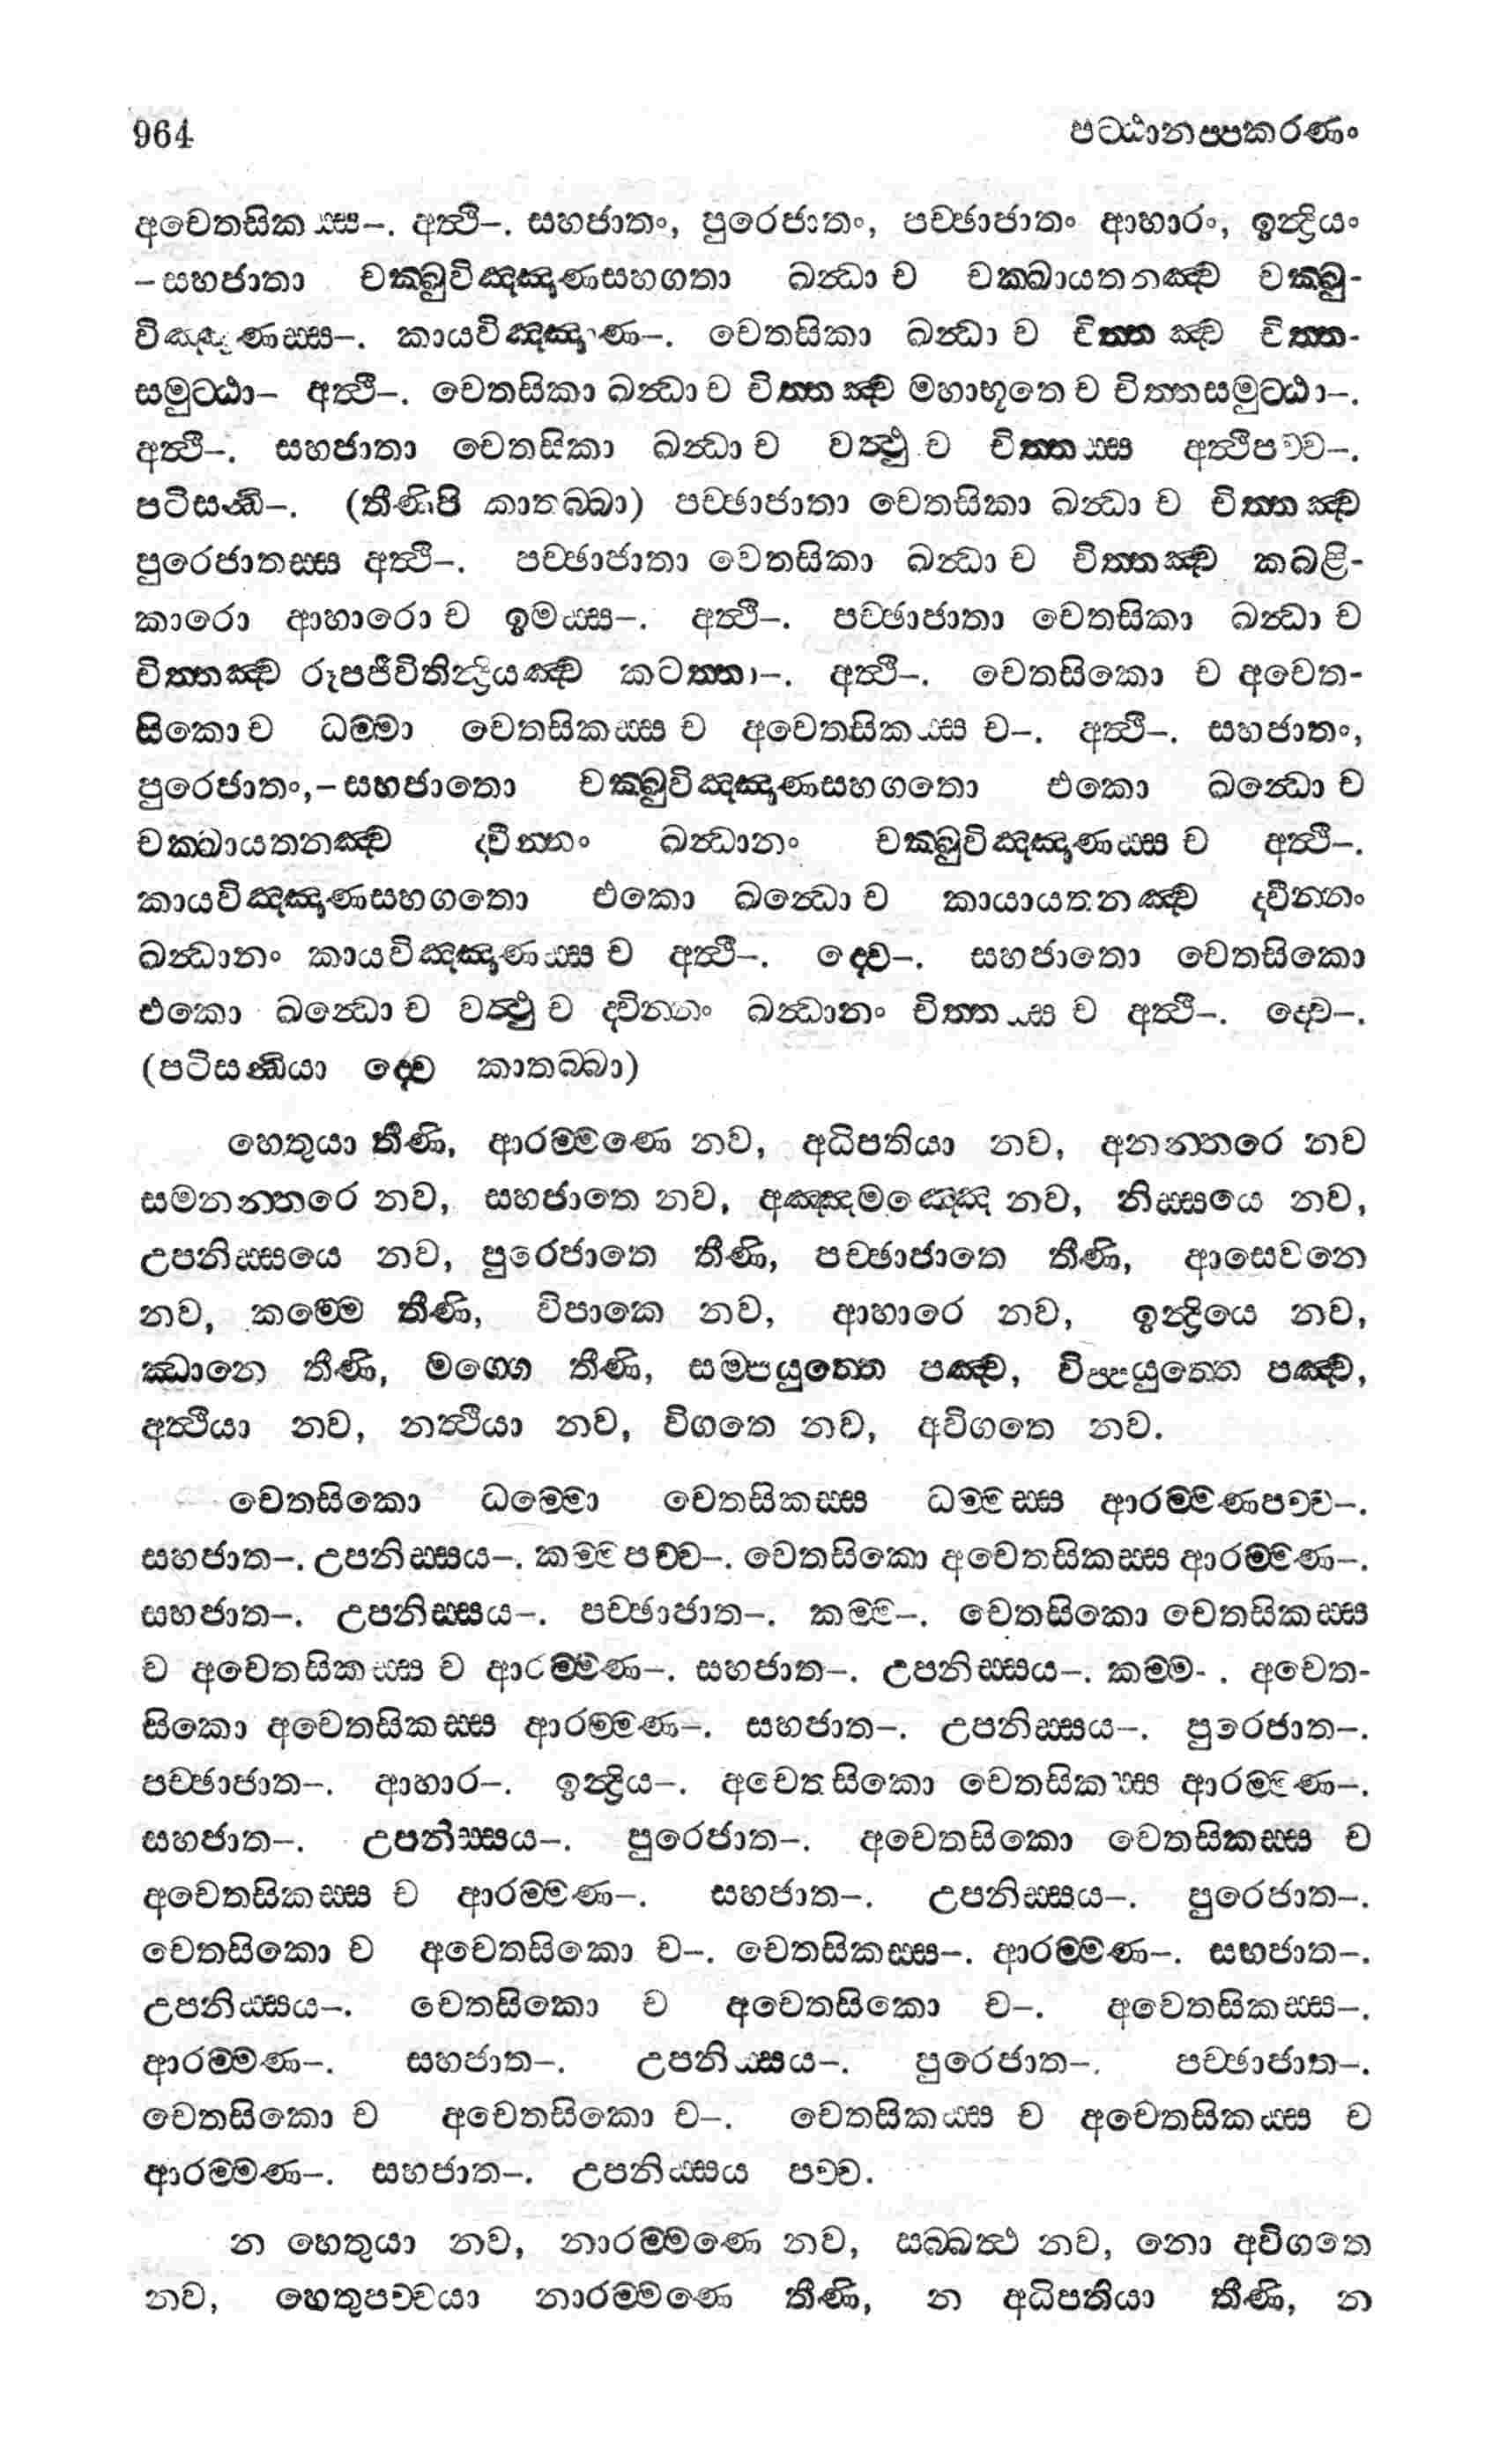 964 පට්ඨානප්පකරණං
අචෙතසිකස්ස–. අත්ථි–. සහජාතං, පුරෙජාතං, පච්ඡාජාතං ආහාරං, ඉන්ද්‍රියං
–සහජාතා චක්ඛුවිඤ්ඤණසහගතා ඛන්ධා ච චක්ඛායතනඤ්ච චක්ඛු-
විඤ්ඤණස්ස–. කායවිඤ්ඤණ–. චෙතසිකා ඛන්ධා ච චිත්තඤ්ච චිත්ත-
සමුට්ඨා– අත්ථි–. චෙතසිකා ඛන්ධා ච චිත්තඤ්ච මහාභූතෙ ච චිත්තසමුට්ඨා–.
අත්ථි–. සහජාතා චෙතසිකා ඛන්ධා ච වත්ථු ච චිත්තස්ස අත්ථිපච්ච–.
පටිසන්ධි–. (තීණිපි කාතබ්බා) පච්ඡාජාතා චෙතසිකා ඛන්ධා ච චිත්තඤ්ච
පුරෙජාතස්ස අත්ථි–. පච්ඡාජාතා චෙතසිකා ඛන්ධා ච චිත්තඤ්ච කබළි-
කාරො ආහාරො ච ඉමස්ස–. අත්ථි–. පච්ඡාජාතා චෙතසිකා ඛන්ධා ච
චිත්තඤ්ච රූපජීවිතින්ද්‍රියඤ්ච කටත්තා–. අත්ථි–. චෙතසිකො ච අචෙත-
සිකො ච ධම්මා චෙතසිකස්ස ච අචෙතසිකස්ස ච–. අත්ථි–. සහජාතං,
පුරෙජාතං,–සහජාතො චක්ඛුවිඤ්ඤණසහගතො එකො ඛන්ධො ච
චක්ඛායතනඤ්ච ද්වින්නං ඛන්ධානං චක්ඛුවිඤ්ඤණස්ස ච අත්ථි–.
කායවිඤ්ඤණසහගතො එකො ඛන්ධො ච කායායතනඤ්ච ද්වින්නං
ඛන්ධානං කායවිඤ්ඤණස්ස ච අත්ථි–. ද්වෙ–. සහජාතො චෙතසිකො
එකො ඛන්ධො ච වත්ථු ච ද්වින්නං ඛන්ධානං චිත්තස්ස ච අත්ථි–. ද්වෙ–.
(පටිසන්ධියා ද්වෙ කාතබ්බා)
හෙතුයා තීණි, ආරම්මණෙ නව, අධිපතියා නව, අනන්තරෙ නව
සමනන්තරෙ නව, සහජාතෙ නව, අඤ්ඤමඤ්ඤෙ නව, නිස්සයෙ නව,
උපනිස්සයෙ නව, පුරෙජාතෙ තීණි, පච්ඡාජාතෙ තීණි, ආසෙවනෙ
නව, කම්මෙ තීණි, විපාකෙ නව, ආහාරෙ නව, ඉන්ද්‍රියෙ නව,
ඣානෙ තීණි, මග්ගෙ තීණි, සම්පයුත්තෙ පඤ්ච, විප්පයුත්තෙ පඤ්ච,
අත්ථියා නව, නත්ථියා නව, විගතෙ නව, අවිගතෙ නව.
චෙතසිකො ධම්මො චෙතසිකස්ස ධම්මස්ස ආරම්මණපච්ච–.
සහජාත–. උපනිස්සය–. කම්මපච්ච–. චෙතසිකො අචෙතසිකස්ස ආරම්මණ–.
සහජාත–. උපනිස්සය–. පච්ඡාජාත–. කම්ම–. චෙතසිකො චෙතසිකස්ස
ච අචෙතසිකස්ස ච ආරම්මණ–. සහජාත–. උපනිස්සය–. කම්ම- . අචෙත-
සිකො අචෙතසිකස්ස ආරම්මණ–. සහජාත–. උපනිස්සය–. පුරෙජාත–.
පච්ඡාජාත–. ආහාර–. ඉන්ද්‍රිය–. අචෙතසිකො චෙතසිකස්ස ආරම්මණ–.
සහජාත–. උපනිස්සය–. පුරෙජාත–. අචෙතසිකො චෙතසිකස්ස ච
අචෙතසිකස්ස ච ආරම්මණ–. සහජාත–. උපනිස්සය–. පුරෙජාත–.
චෙතසිකො ච අචෙතසිකො ච–. චෙතසිකස්ස–. ආරම්මණ–. සහජාත–.
උපනිස්සය–. චෙතසිකො ච අචෙතසිකො ච–. අචෙතසිකස්ස–.
ආරම්මණ–. සහජාත–. උපනිස්සය–. පුරෙජාත–. පච්ඡාජාත–.
චෙතසිකො ච අචෙතසිකො ච–. චෙතසිකස්ස ච අචෙතසිකස්ස ච
ආරම්මණ–. සහජාත–. උපනිස්සය පච්ච.
න හෙතුයා නව, නාරම්මණෙ නව, සබ්බත්ථ නව, නො අවිගතෙ
නව, හෙතුපච්චයා නාරම්මණෙ තීණි, න අධිපතියා තීණි, න